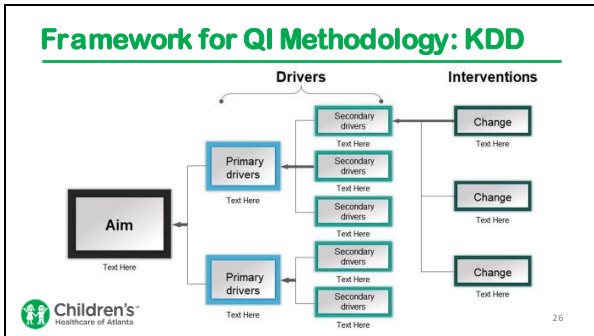 Framework for QI Methodology: KDD
Drivers
Interventions
Secondary
drivers
Text Here
Change
Text Here
Primary
drivers
Text Here
Secondary
drivers
Text Here
Aim
Text Here
Secondary
drivers
Text Here
Change
Text Here
Primary
drivers
Text Here
Secondary
drivers
Text Here
Change
Text Here
Secondary
drivers
Text Here
Children's™
Healthcare of Atlanta
26